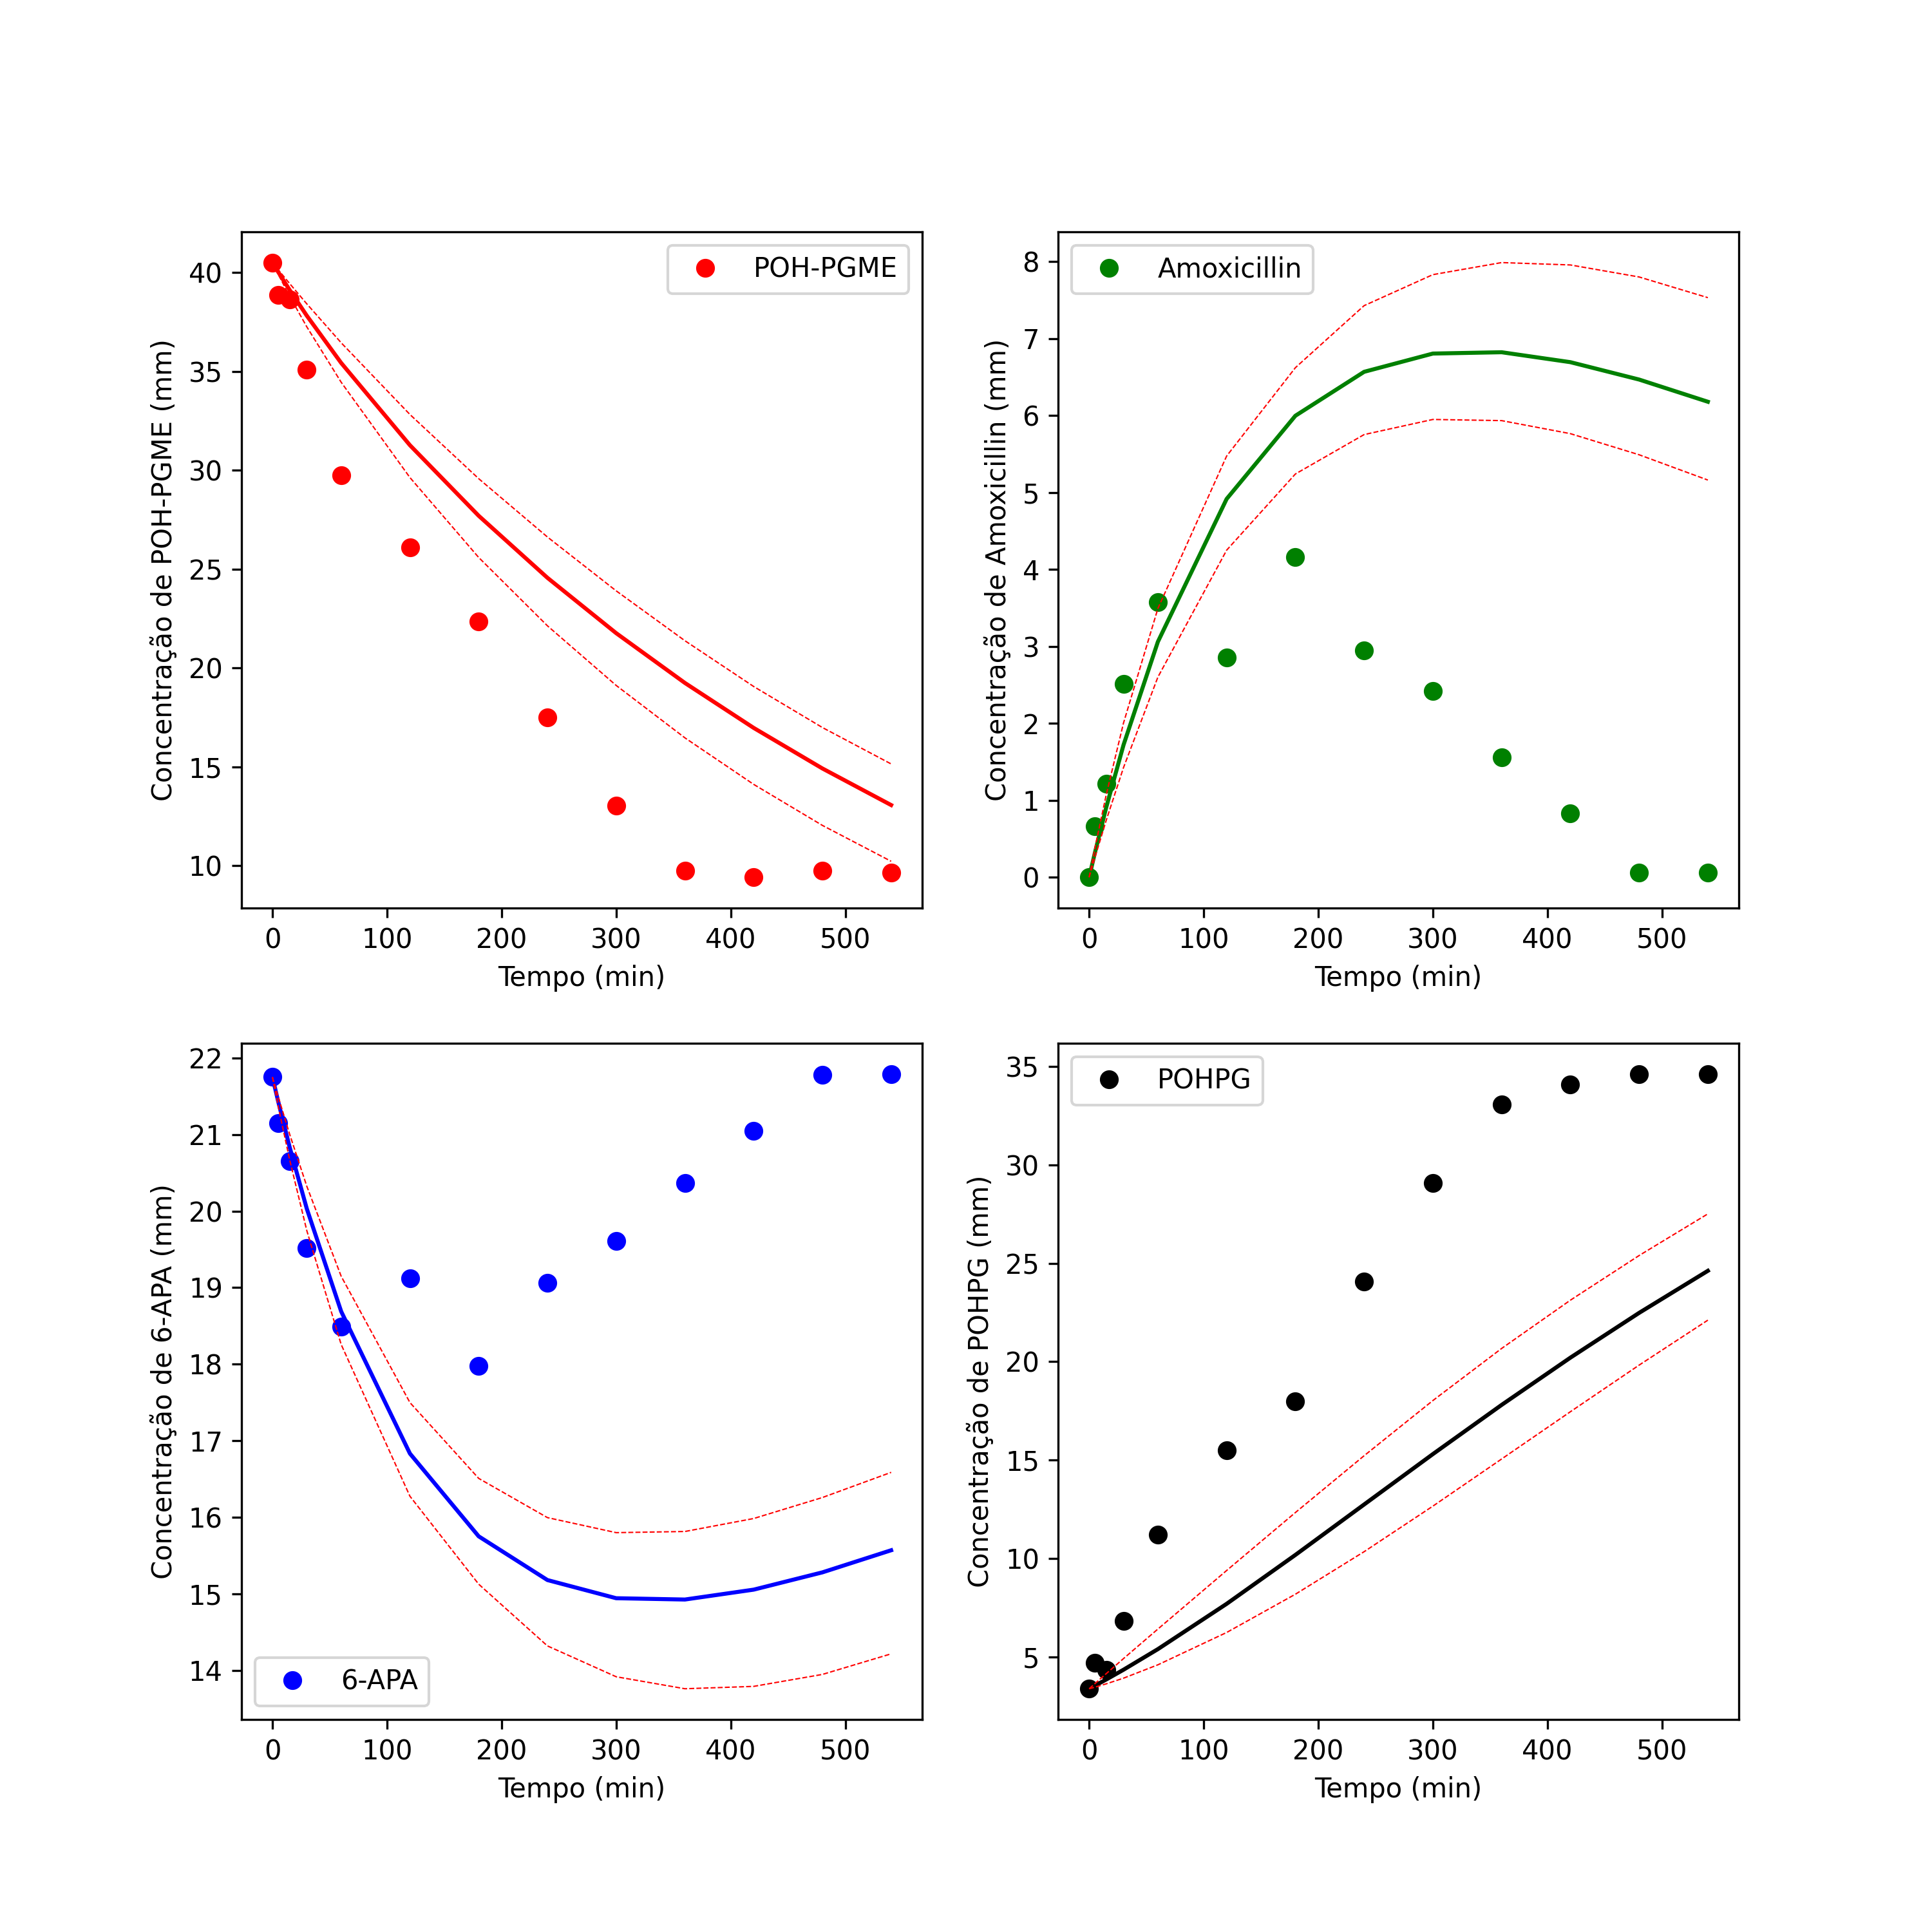 POH-PGME
Concentração de POH-PGME (mm)
40
35
30
25
20
15
10
0 100 200 300 400 500
Tempo (min)
Amoxicillin
Concentração de Amoxicillin (mm)
8
7
6
5
4
3
2
1
0
0 100 200 300 400 500
Tempo (min)
6-APA
Concentração de 6-APA (mm)
22
21
20
19
18
17
16
15
14
0 100 200 300 400 500
Tempo (min)
POHPG
Concentração de POHPG (mm)
35
30
25
20
15
10
5
0 100 200 300 400 500
Tempo (min)